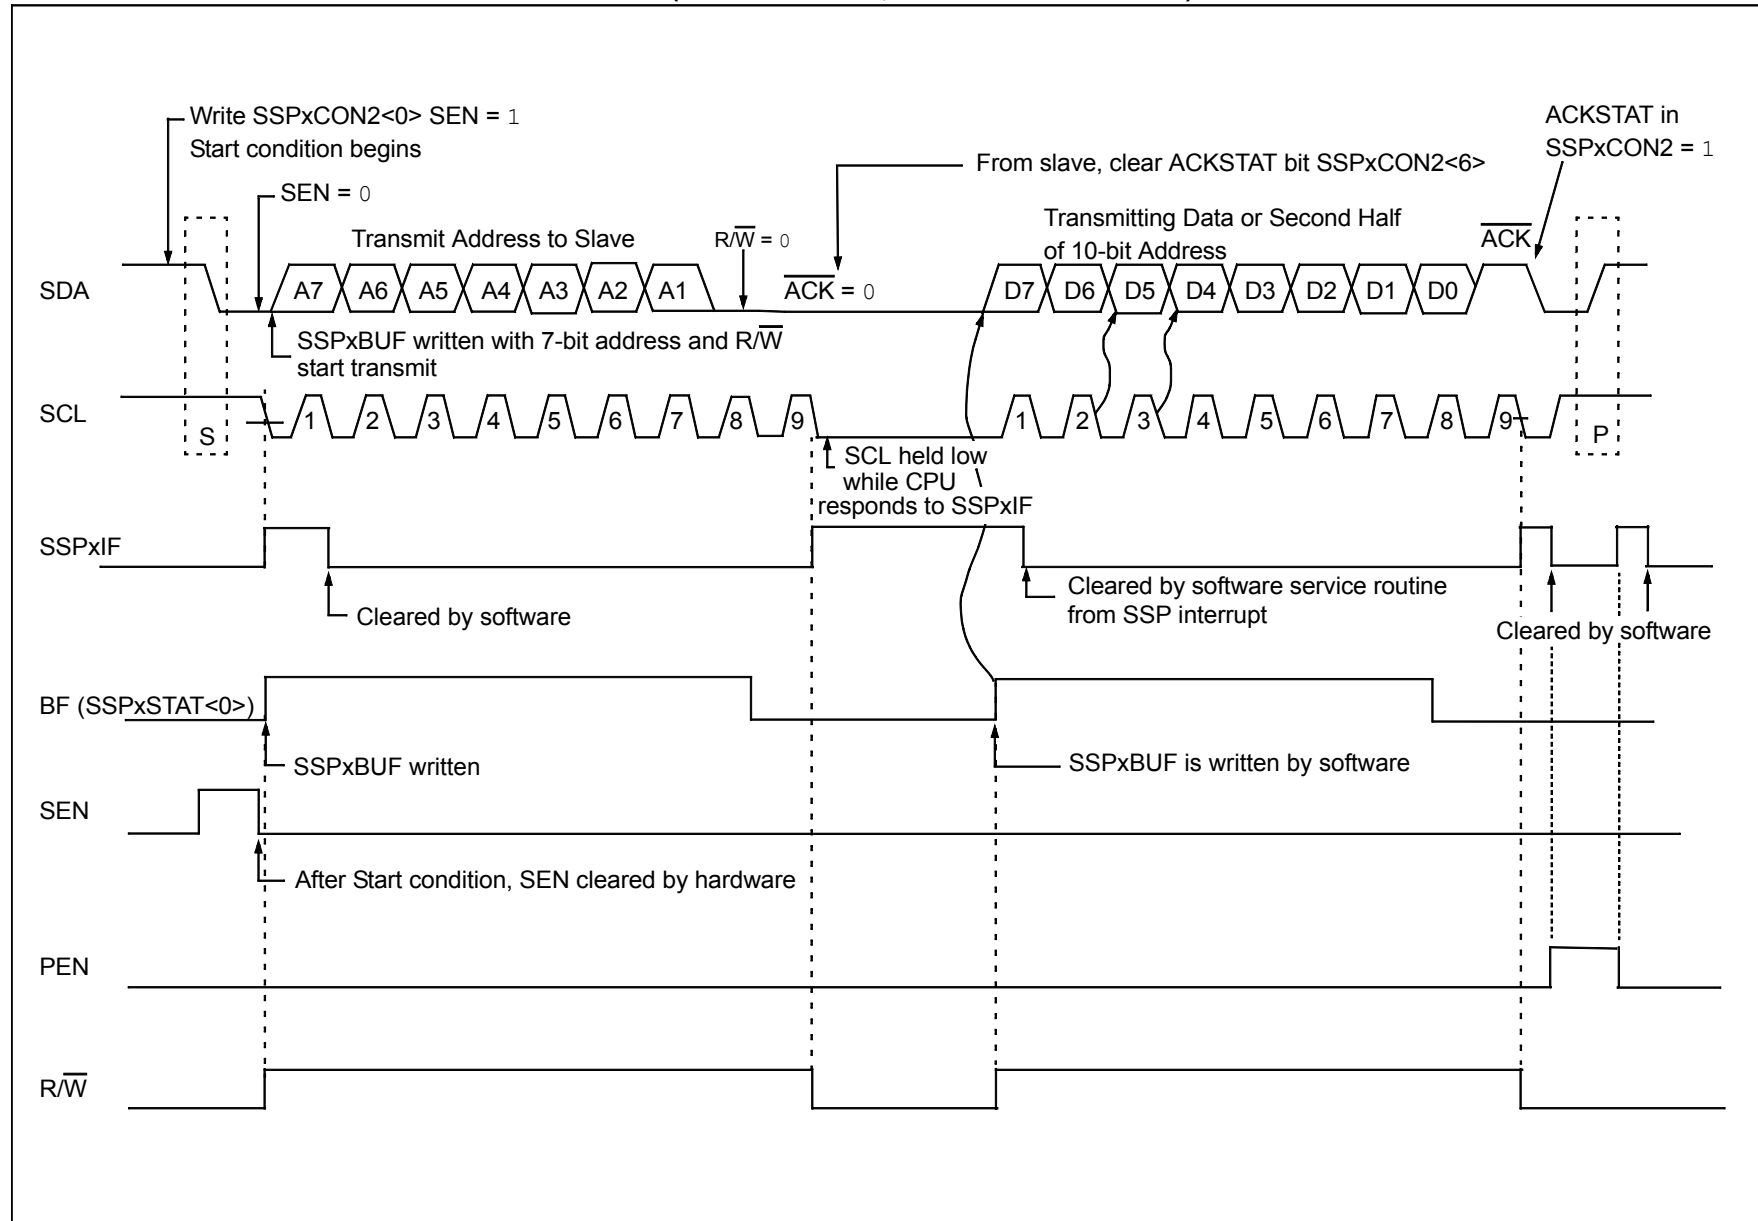 Write SSPxCON2<0> SEN = 1
Start condition begins
ACKSTAT in
SSPxCON2 = 1
From slave, clear ACKSTAT bit SSPxCON2<6>
SEN = 0
Transmitting Data or Second Half
of 10-bit Address
Transmit Address to Slave
R/W̅ = 0
A̅C̅K̅
SDA
A7 A6 A5 A4 A3 A2 A1
A̅C̅K̅ = 0
D7 D6 D5 D4 D3 D2 D1 D0
SSPxBUF written with 7-bit address and R/W̅
start transmit
SCL
S
1 2 3 4 5 6 7 8 9
1 2 3 4 5 6 7 8 9
P
SCL held low
while CPU
responds to SSPxIF
SSPxIF
Cleared by software
Cleared by software service routine
from SSP interrupt
Cleared by software
BF (SSPxSTAT<0>)
SSPxBUF written
SSPxBUF is written by software
SEN
After Start condition, SEN cleared by hardware
PEN
R/W̅